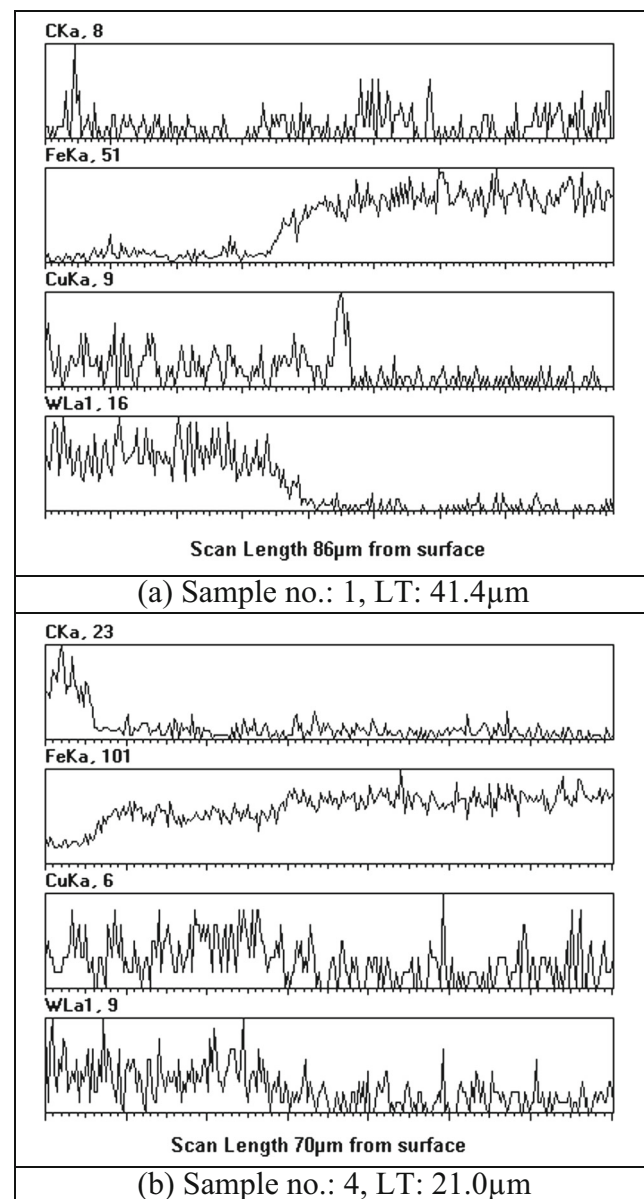 CKa, 8
FeKa, 51
CuKa, 9
WLa1, 16
Scan Length 86µm from surface
(a) Sample no.: 1, LT: 41.4µm
CKa, 23
FeKa, 101
CuKa, 6
WLa1, 9
Scan Length 70µm from surface
(b) Sample no.: 4, LT: 21.0µm